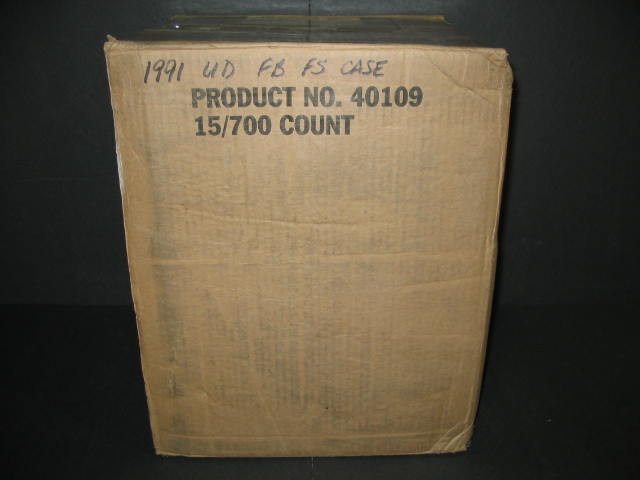 1991 UD FB FS CASE
PRODUCT NO. 40109
15/700 COUNT